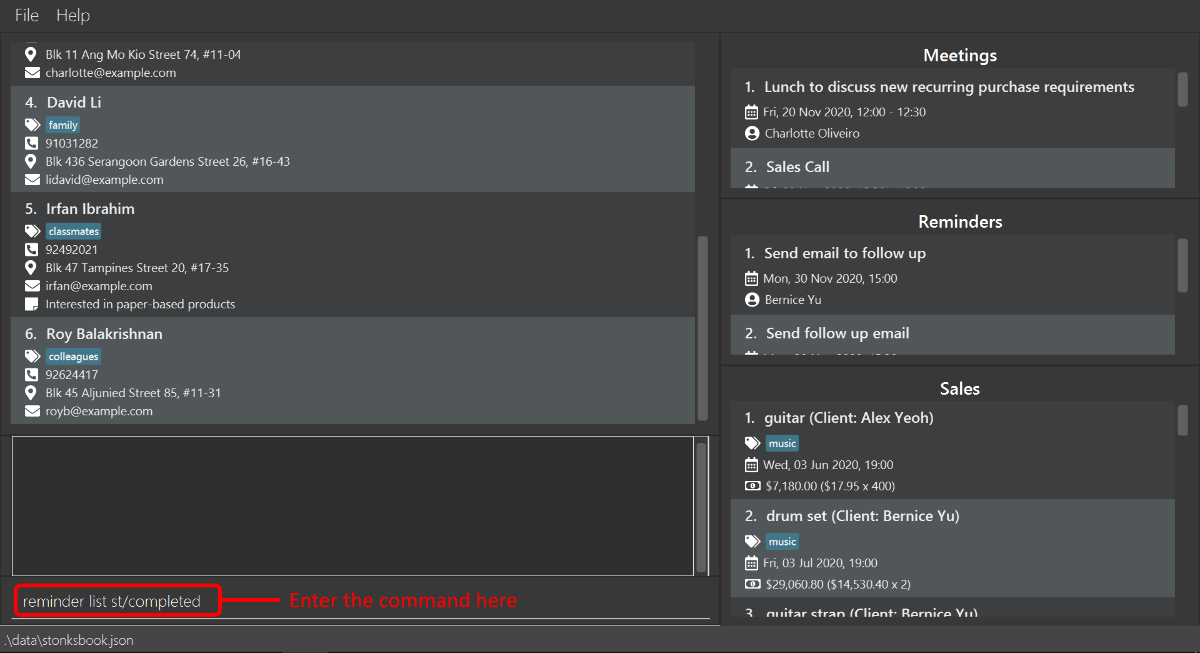 File Help
Blk 11 Ang Mo Kio Street 74, #11-04
charlotte@example.com
4. David Li
family
91031282
Blk 436 Serangoon Gardens Street 26, #16-43
lidavid@example.com
5. Irfan Ibrahim
classmates
92492021
Blk 47 Tampines Street 20, #17-35
irfan@example.com
Interested in paper-based products
6. Roy Balakrishnan
colleagues
92624417
Blk 45 Aljunied Street 85, #11-31
royb@example.com
reminder list st/completed
Enter the command here
.\data\stonksbook.json
Meetings
1. Lunch to discuss new recurring purchase requirements
Fri, 20 Nov 2020, 12:00 - 12:30
Charlotte Oliveiro
2. Sales Call
Reminders
1. Send email to follow up
Mon, 30 Nov 2020, 15:00
Bernice Yu
2. Send follow up email
Sales
1. guitar (Client: Alex Yeoh)
music
Wed, 03 Jun 2020, 19:00
$7,180.00 ($17.95 x 400)
2. drum set (Client: Bernice Yu)
music
Fri, 03 Jul 2020, 19:00
$29,060.80 ($14,530.40 x 2)
3. guitar strap (Client: Bernice Yu)